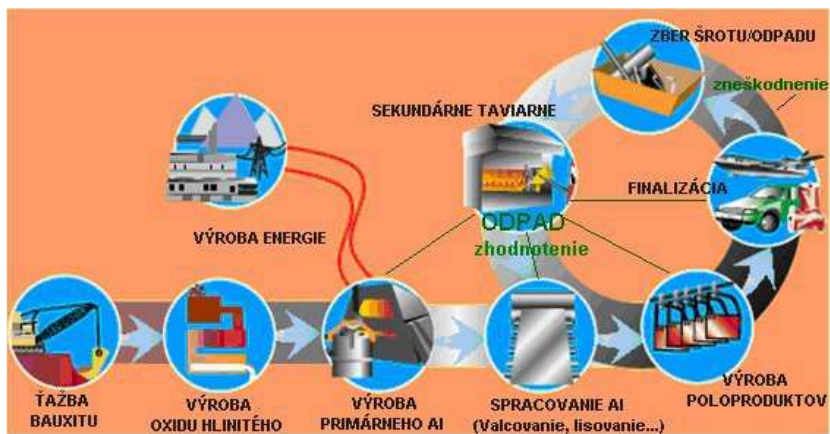 ZBER ŠROTU/ODPADU
zneškodnenie
SEKUNDÁRNE TAVIARNE
FINALIZÁCIA
ODPAD
zhodnotenie
VÝROBA ENERGIE
ŤAŽBA
BAUXITU
VÝROBA
OXIDU HLINITÉHO
VÝROBA
PRIMÁRNEHO Al
SPRACOVANIE Al
(Valcovanie, lisovanie...)
VÝROBA
POLOPRODUKTOV